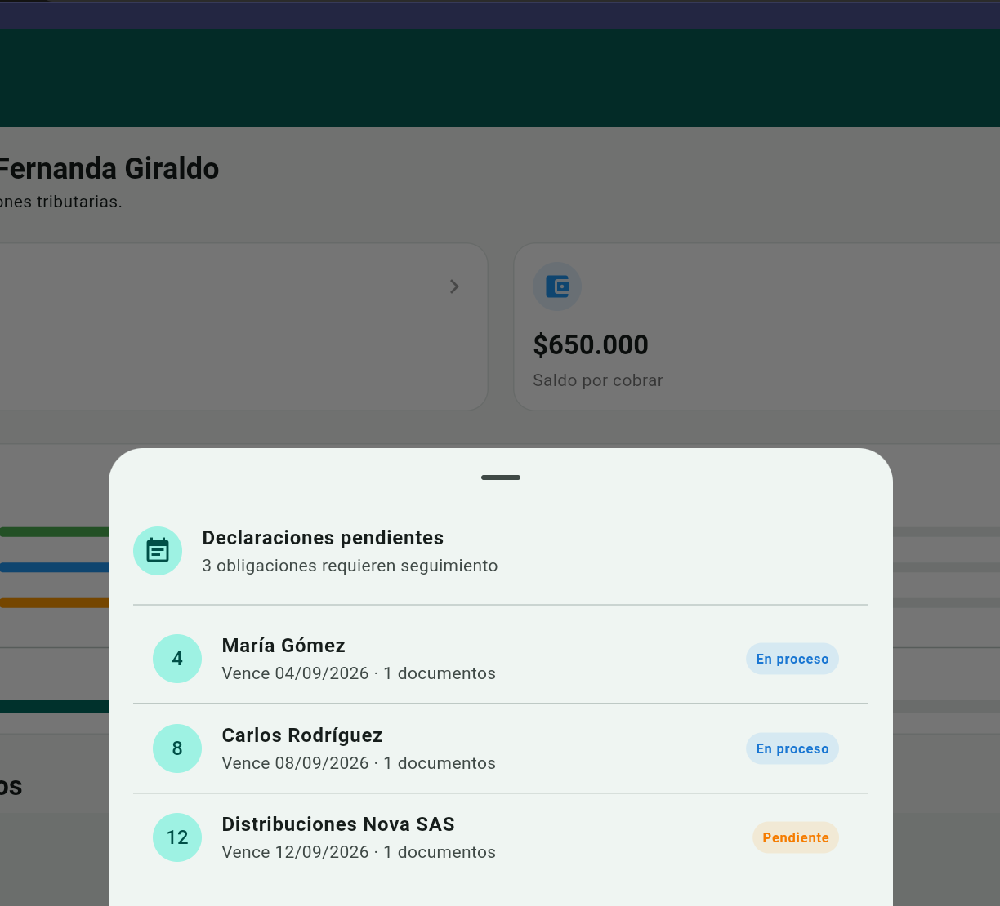 Fernanda Giraldo
ones tributarias.
$650.000
Saldo por cobrar
Declaraciones pendientes
3 obligaciones requieren seguimiento
4
María Gómez
Vence 04/09/2026 · 1 documentos
En proceso
8
Carlos Rodríguez
Vence 08/09/2026 · 1 documentos
En proceso
os
12
Distribuciones Nova SAS
Vence 12/09/2026 · 1 documentos
Pendiente